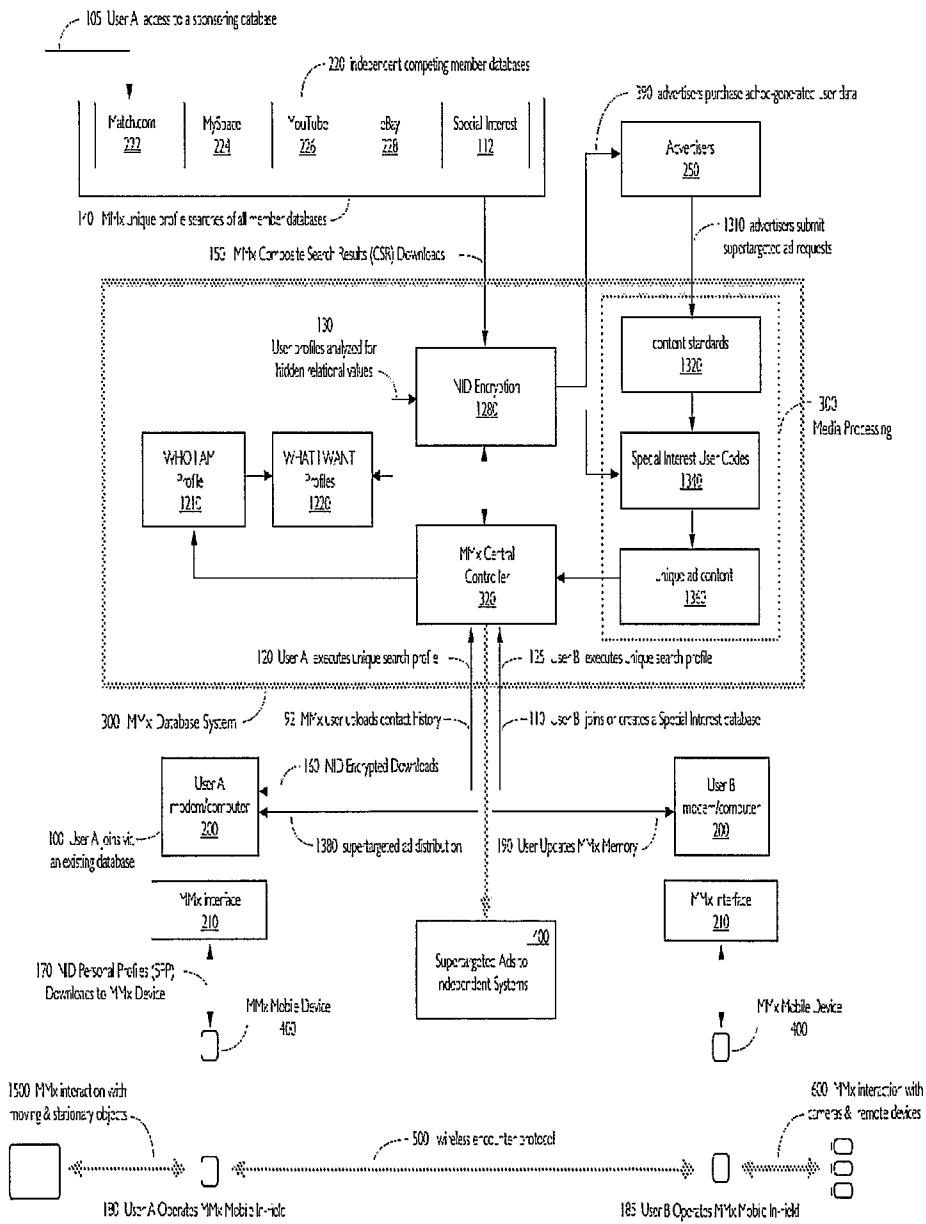 105 User A access to a sponsoring database
220 independent competing member databases
390 advertisers purchase adhoc-generated user data
Match.com
222
MySpace
224
YouTube
226
eBay
228
Special Interest
112
Advertisers
250
140 MMx unique profile searches of all member databases
1310 advertisers submit
supertargeted ad requests
150 MMx Composite Search Results (CSR) Downloads
130
User profiles analyzed for
hidden relational values
NID Encryption
1280
content standards
1320
300
Media Processing
WHO I AM
Profile
1210
WHAT I WANT
Profiles
1220
Special Interest User Codes
1340
MMx Central
Controller
320
unique ad content
1360
120 User A executes unique search profile
125 User B executes unique search profile
300 MMx Database System
92 MMx user uploads contact history
110 User B joins or creates a Special Interest database
160 NID Encrypted Downloads
User A
modem/computer
200
User B
modem/computer
200
100 User A joins via
an existing database
1380 supertargeted ad distribution
190 User Updates MMx Memory
MMx interface
210
MMx interface
210
Supertargeted Ads to
Independent Systems
170 NID Personal Profiles (SPP)
Downloads to MMx Device
MMx Mobile Device
400
MMx Mobile Device
400
1500 MMx interaction with
moving & stationary objects
600 MMx interaction with
cameras & remote devices
500 wireless encounter protocol
180 User A Operates MMx Mobile In-field
185 User B Operates MMx Mobile In-field